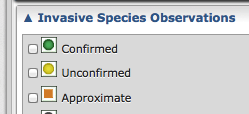 Invasive Species Observations
Confirmed
Unconfirmed
Approximate